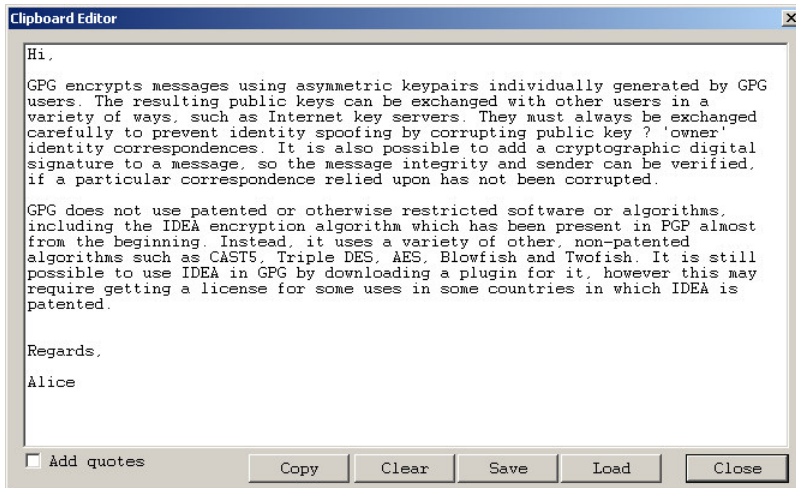 Clipboard Editor
Hi,
GPG encrypts messages using asymmetric keypairs individually generated by GPG
users. The resulting public keys can be exchanged with other users in a
variety of ways, such as Internet key servers. They must always be exchanged
carefully to prevent identity spoofing by corrupting public key ? 'owner'
identity correspondences. It is also possible to add a cryptographic digital
signature to a message, so the message integrity and sender can be verified,
if a particular correspondence relied upon has not been corrupted.
GPG does not use patented or otherwise restricted software or algorithms,
including the IDEA encryption algorithm which has been present in PGP almost
from the beginning. Instead, it uses a variety of other, non-patented
algorithms such as CAST5, Triple DES, AES, Blowfish and Twofish. It is still
possible to use IDEA in GPG by downloading a plugin for it, however this may
require getting a license for some uses in some countries in which IDEA is
patented.
Regards,
Alice
Add quotes
Copy
Clear
Save
Load
Close